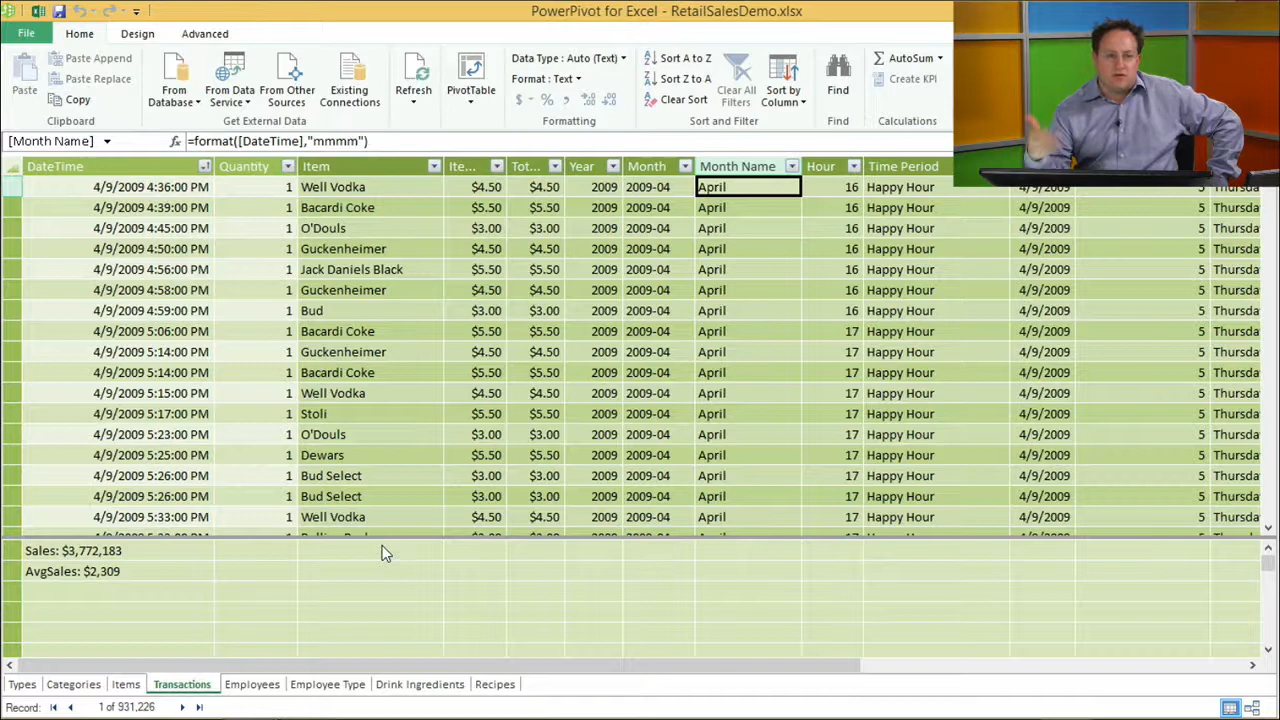 PowerPivot for Excel - RetailSalesDemo.xlsx
File Home Design Advanced
Paste
Paste Append
Paste Replace
Copy
Clipboard
From Database
From Data Service
From Other Sources
Existing Connections
Get External Data
Refresh
PivotTable
Data Type : Auto (Text)
Format : Text
$ % ,
Formatting
Sort A to Z
Sort Z to A
Clear Sort
Clear All Filters
Sort by Column
Sort and Filter
Find
Find
AutoSum
Create KPI
Calculations
[Month Name] fx =format([DateTime],"mmmm")
DateTime Quantity Item Ite... Tot... Year Month Month Name Hour Time Period
4/9/2009 4:36:00 PM 1 Well Vodka $4.50 $4.50 2009 2009-04 April 16 Happy Hour 4/9/2009 5 Thursda
4/9/2009 4:39:00 PM 1 Bacardi Coke $5.50 $5.50 2009 2009-04 April 16 Happy Hour 4/9/2009 5 Thursda
4/9/2009 4:45:00 PM 1 O'Douls $3.00 $3.00 2009 2009-04 April 16 Happy Hour 4/9/2009 5 Thursda
4/9/2009 4:50:00 PM 1 Guckenheimer $4.50 $4.50 2009 2009-04 April 16 Happy Hour 4/9/2009 5 Thursda
4/9/2009 4:56:00 PM 1 Jack Daniels Black $5.50 $5.50 2009 2009-04 April 16 Happy Hour 4/9/2009 5 Thursda
4/9/2009 4:58:00 PM 1 Guckenheimer $4.50 $4.50 2009 2009-04 April 16 Happy Hour 4/9/2009 5 Thursda
4/9/2009 4:59:00 PM 1 Bud $3.00 $3.00 2009 2009-04 April 16 Happy Hour 4/9/2009 5 Thursda
4/9/2009 5:06:00 PM 1 Bacardi Coke $5.50 $5.50 2009 2009-04 April 17 Happy Hour 4/9/2009 5 Thursda
4/9/2009 5:14:00 PM 1 Guckenheimer $4.50 $4.50 2009 2009-04 April 17 Happy Hour 4/9/2009 5 Thursda
4/9/2009 5:14:00 PM 1 Bacardi Coke $5.50 $5.50 2009 2009-04 April 17 Happy Hour 4/9/2009 5 Thursda
4/9/2009 5:15:00 PM 1 Well Vodka $4.50 $4.50 2009 2009-04 April 17 Happy Hour 4/9/2009 5 Thursda
4/9/2009 5:17:00 PM 1 Stoli $5.50 $5.50 2009 2009-04 April 17 Happy Hour 4/9/2009 5 Thursda
4/9/2009 5:23:00 PM 1 O'Douls $3.00 $3.00 2009 2009-04 April 17 Happy Hour 4/9/2009 5 Thursda
4/9/2009 5:25:00 PM 1 Dewars $5.50 $5.50 2009 2009-04 April 17 Happy Hour 4/9/2009 5 Thursda
4/9/2009 5:26:00 PM 1 Bud Select $3.00 $3.00 2009 2009-04 April 17 Happy Hour 4/9/2009 5 Thursda
4/9/2009 5:26:00 PM 1 Bud Select $3.00 $3.00 2009 2009-04 April 17 Happy Hour 4/9/2009 5 Thursda
4/9/2009 5:33:00 PM 1 Well Vodka $4.50 $4.50 2009 2009-04 April 17 Happy Hour 4/9/2009 5 Thursda
Sales: $3,772,183
AvgSales: $2,309
Types Categories Items Transactions Employees Employee Type Drink Ingredients Recipes
Record: 1 of 931,226